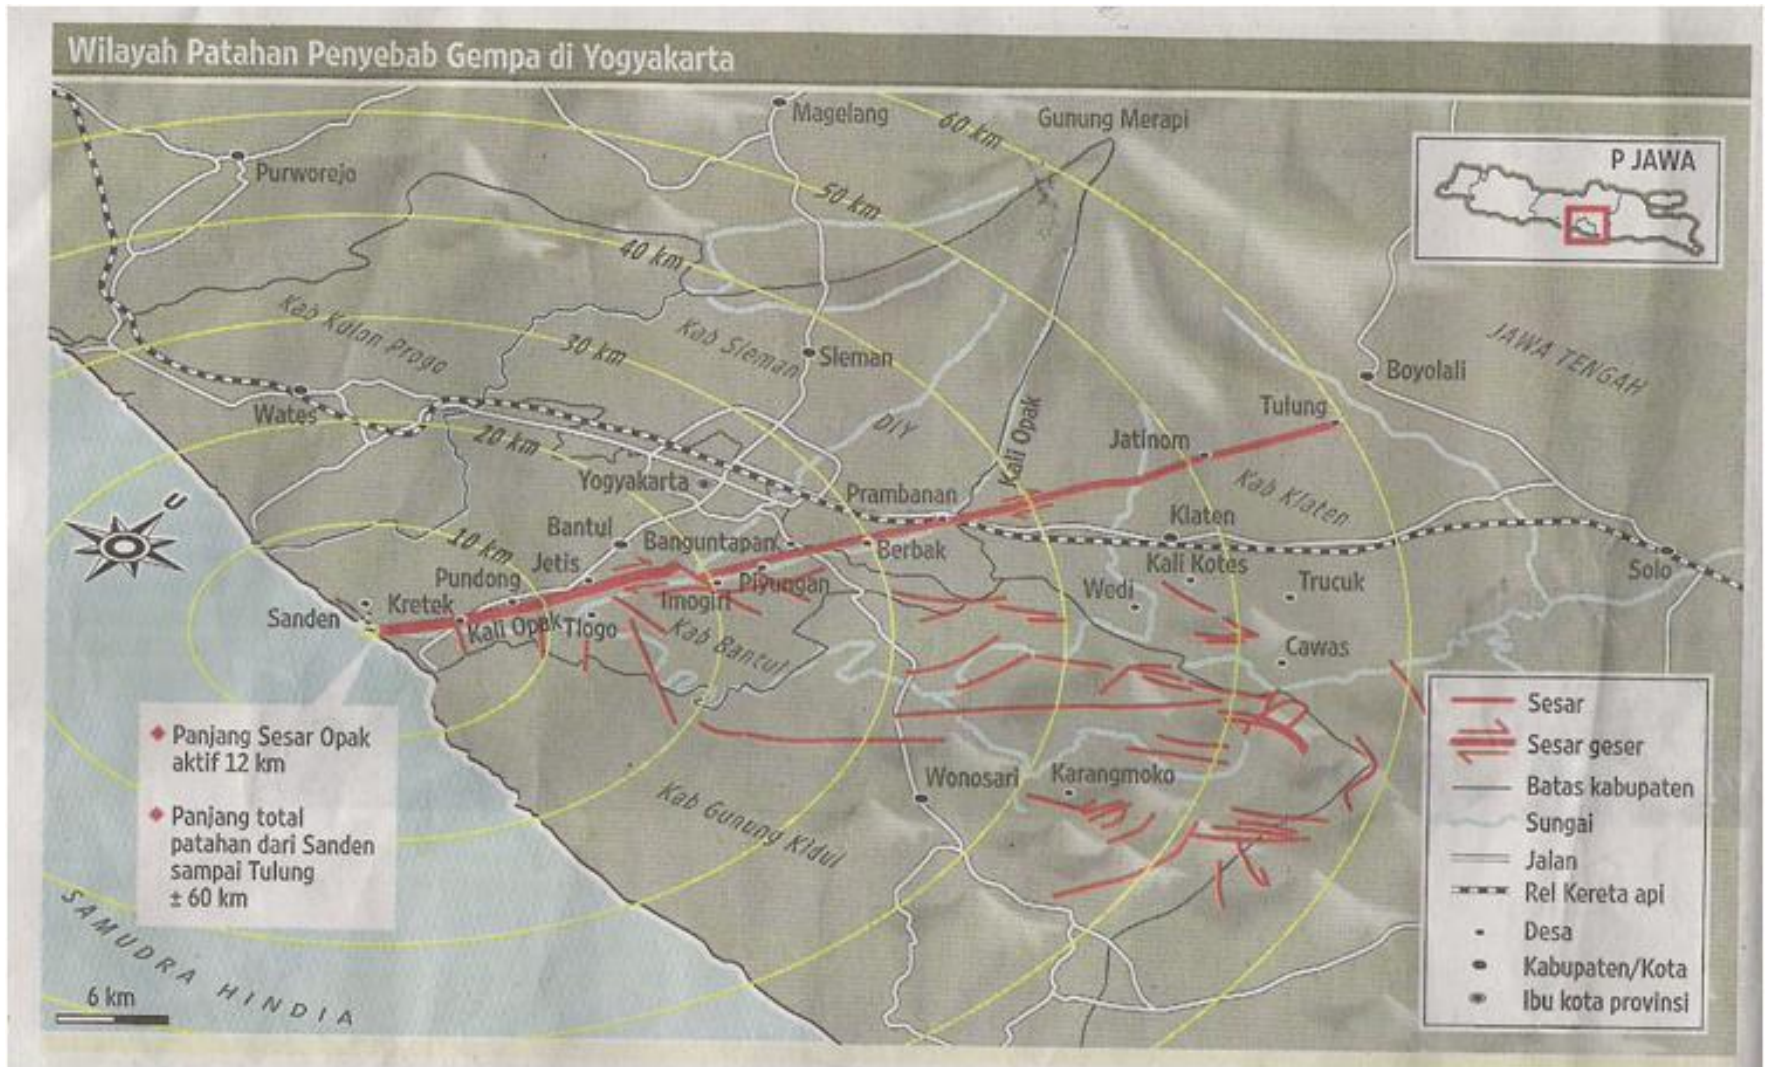 Wilayah Patahan Penyebab Gempa di Yogyakarta
Magelang
60 km
Gunung Merapi
P JAWA
Purworejo
50 km
40 km
Kab Kulon Progo
30 km
Kab Sleman
Sleman
JAWA TENGAH
Boyolali
Wates
20 km
DIY
Kali Opak
Tulung
Jatinom
Yogyakarta
Prambanan
Kab Klaten
U
Bantul
10 km
Banguntapan
Berbak
Klaten
Jetis
Pundong
Piyungan
Kali Kotes
Solo
Sanden
Kretek
Imogiri
Wedi
Trucuk
Kali Opak
Tlogo
Kab Bantul
Cawas
Panjang Sesar Opak
aktif 12 km
Panjang total
patahan dari Sanden
sampai Tulung
± 60 km
Wonosari
Karangmoko
Kab Gunung Kidul
SAMUDRA HINDIA
6 km
Sesar
Sesar geser
Batas kabupaten
Sungai
Jalan
Rel Kereta api
Desa
Kabupaten/Kota
Ibu kota provinsi